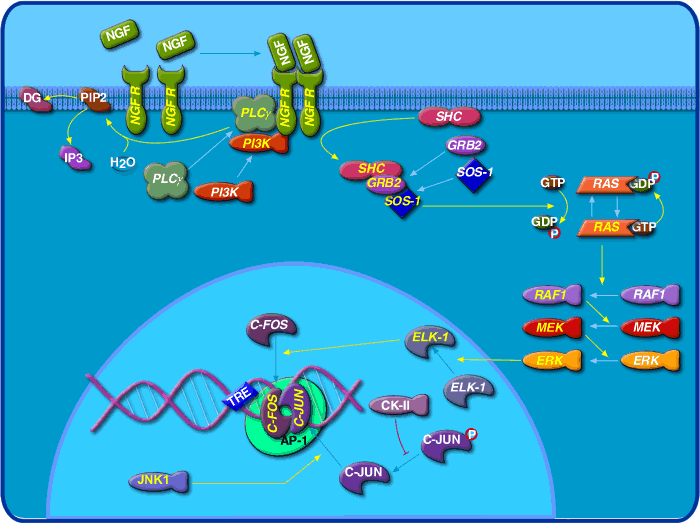 NGF
NGF
NGF
NGF
DG
PIP2
NGF R
NGF R
NGF R
NGF R
PLCγ
PI3K
IP3
H2O
PLCγ
PI3K
SHC
GRB2
SOS-1
SHC
GRB2
SOS-1
GTP
GDP
P
RAS
GDP
P
RAS
GTP
RAF1
RAF1
MEK
MEK
ERK
ERK
C-FOS
ELK-1
ELK-1
TRE
C-FOS
C-JUN
AP-1
CK-II
C-JUN
P
C-JUN
JNK1